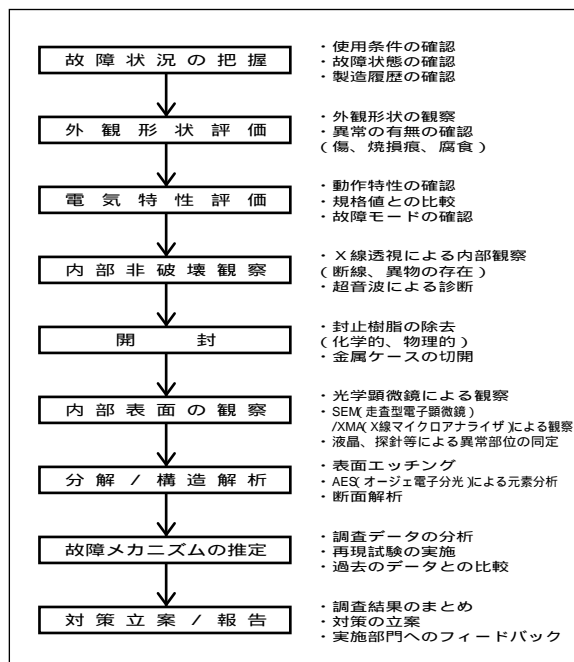 故障状況の把握
・使用条件の確認
・故障状態の確認
・製造履歴の確認
外観形状評価
・外観形状の観察
・異常の有無の確認
(傷、焼損痕、腐食)
電気特性評価
・動作特性の確認
・規格値との比較
・故障モードの確認
内部非破壊観察
・X線透視による内部観察
(断線、異物の存在)
・超音波による診断
開封
・封止樹脂の除去
(化学的、物理的)
・金属ケースの切開
内部表面の観察
・光学顕微鏡による観察
・SEM(走査型電子顕微鏡)
/XMA(X線マイクロアナライザ)による観察
・液晶、探針等による異常部位の同定
分解/構造解析
・表面エッチング
・AES(オージェ電子分光)による元素分析
・断面解析
故障メカニズムの推定
・調査データの分析
・再現試験の実施
・過去のデータとの比較
対策立案/報告
・調査結果のまとめ
・対策の立案
・実施部門へのフィードバック